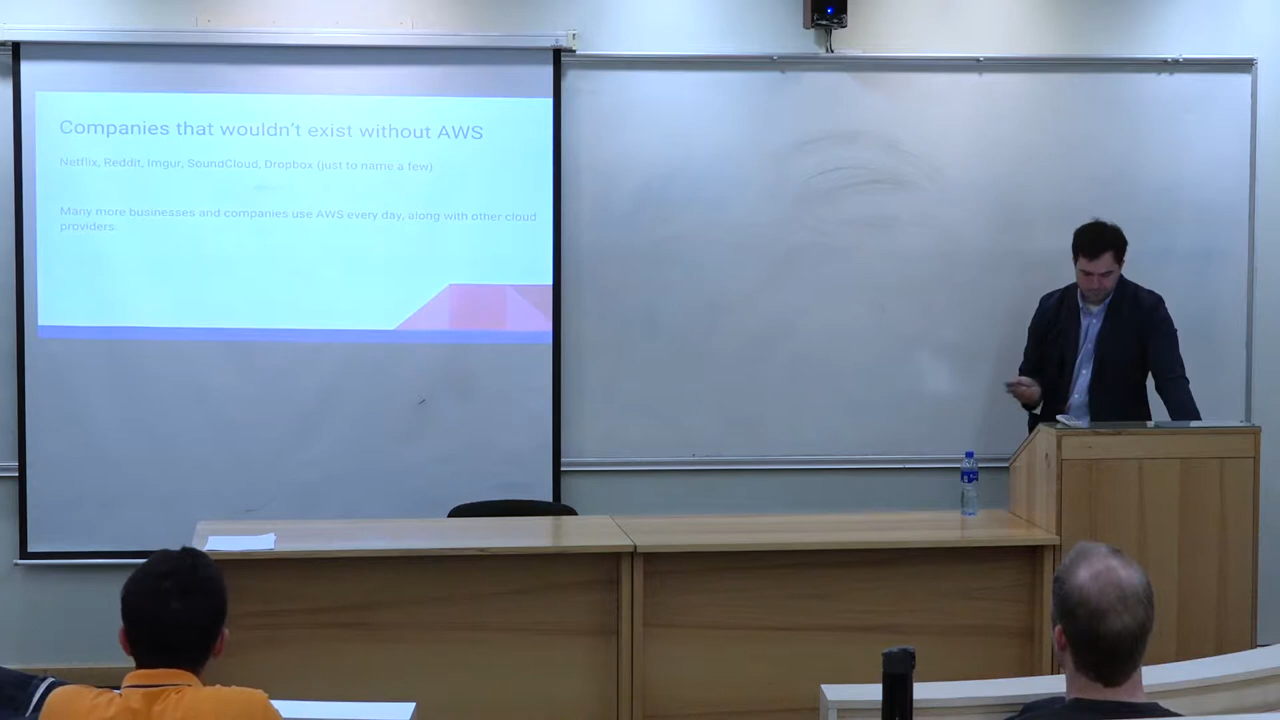 Companies that wouldn't exist without AWS
Netflix, Reddit, Imgur, SoundCloud, Dropbox (just to name a few)
Many more businesses and companies use AWS every day, along with other cloud
providers.